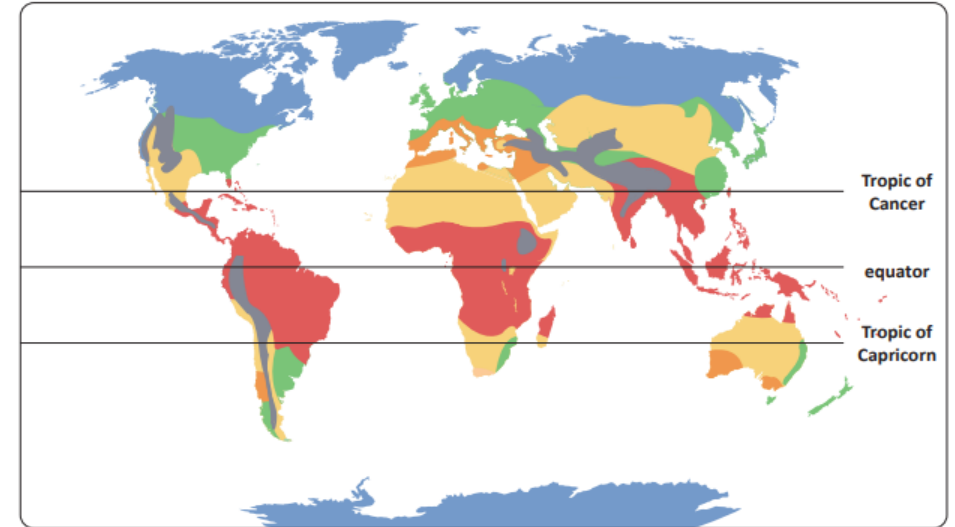 Tropic of
Cancer
equator
Tropic of
Capricorn